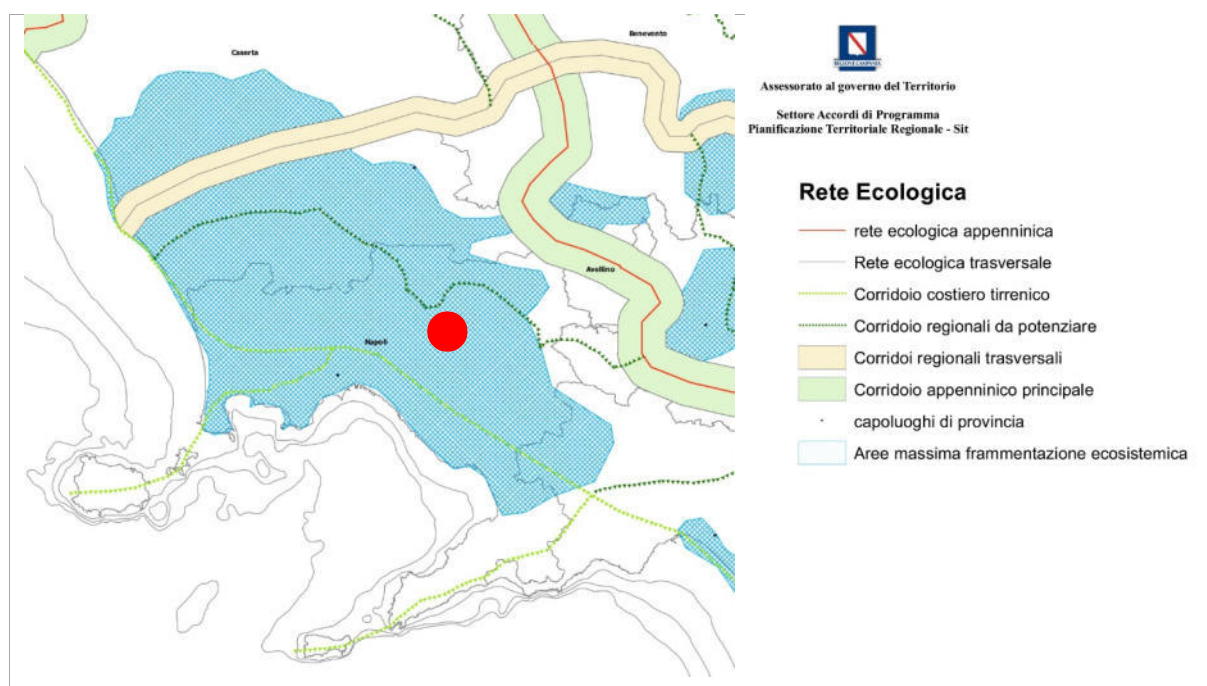 Caserta
Benevento
Avellino
Napoli
REGIONE CAMPANIA
Assessorato al governo del Territorio
Settore Accordi di Programma
Pianificazione Territoriale Regionale - Sit
Rete Ecologica
rete ecologica appenninica
Rete ecologica trasversale
Corridoio costiero tirrenico
Corridoio regionali da potenziare
Corridoi regionali trasversali
Corridoio appenninico principale
capoluoghi di provincia
Aree massima frammentazione ecosistemica